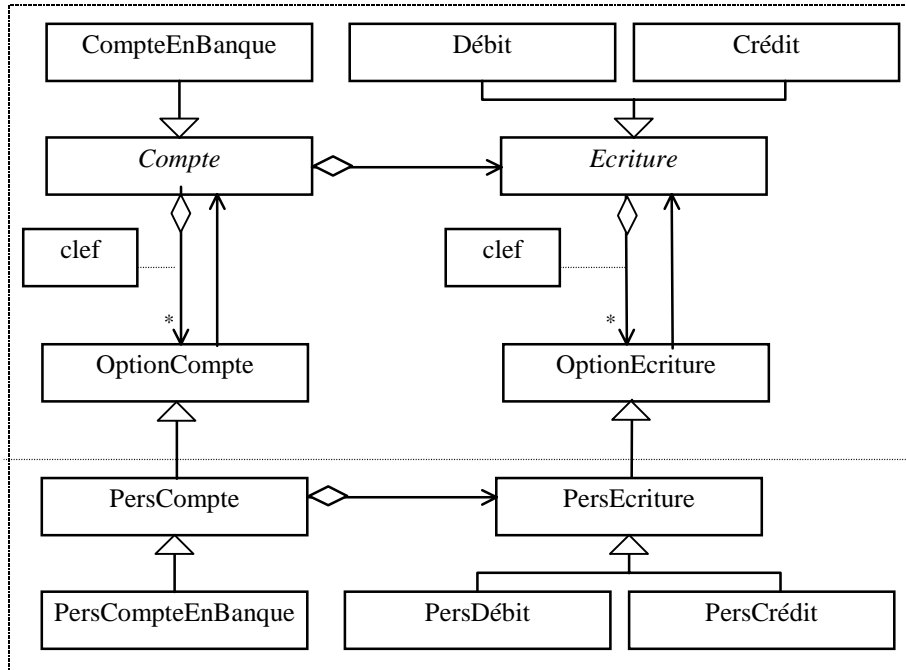 CompteEnBanque
Débit
Crédit
Compte
Ecriture
clef
clef
*
*
OptionCompte
OptionEcriture
PersCompte
PersEcriture
PersCompteEnBanque
PersDébit
PersCrédit